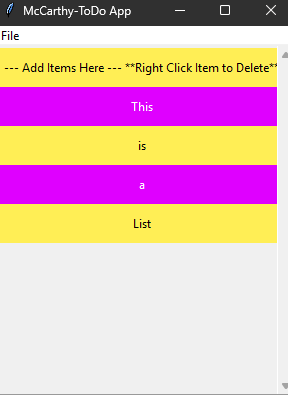 McCarthy-ToDo App
File
--- Add Items Here --- **Right Click Item to Delete**
This
is
a
List